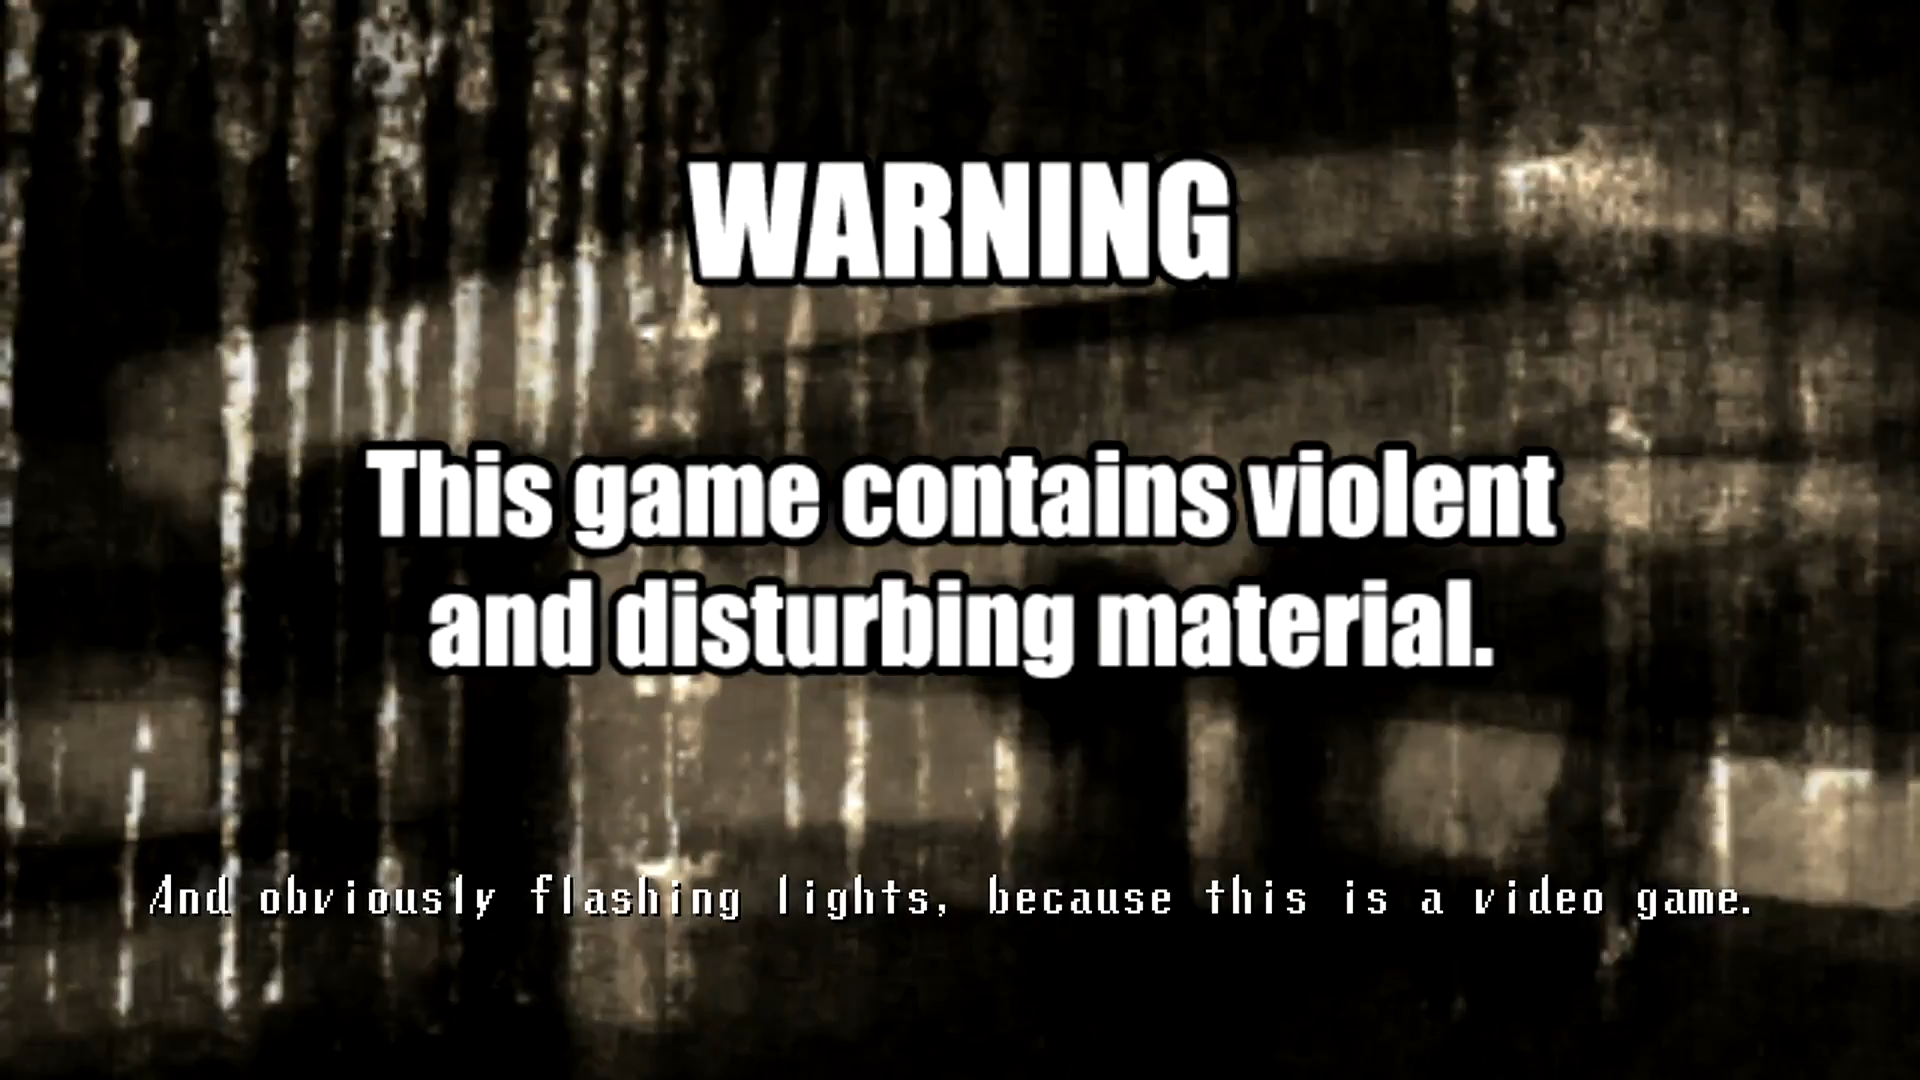 WARNING
This game contains violent
and disturbing material.
And obviously flashing lights, because this is a video game.